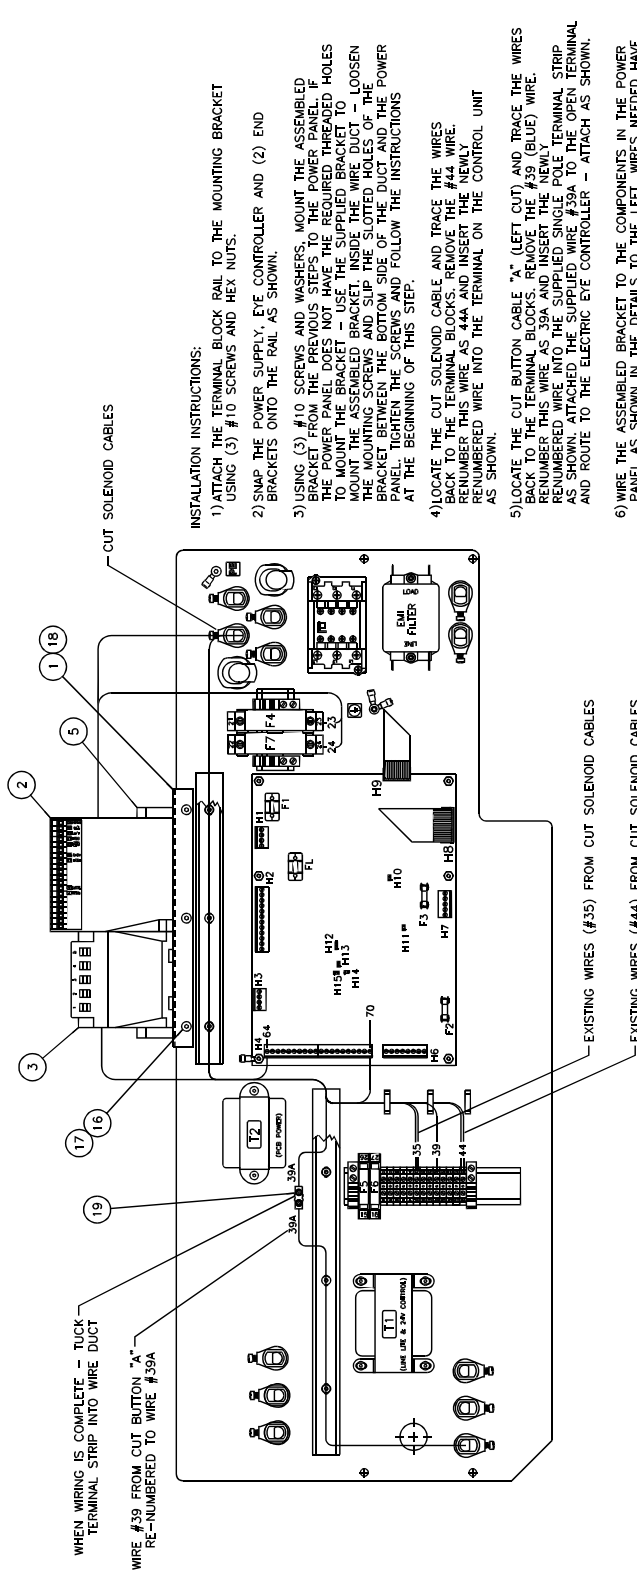 INSTALLATION INSTRUCTIONS:
1) ATTACH THE TERMINAL BLOCK RAIL TO THE MOUNTING BRACKET
USING (3) #10 SCREWS AND HEX NUTS.
2) SNAP THE POWER SUPPLY, EYE CONTROLLER AND (2) END
BRACKETS ONTO THE RAIL AS SHOWN.
3) USING (3) #10 SCREWS AND WASHERS, MOUNT THE ASSEMBLED
BRACKET FROM THE PREVIOUS STEPS TO THE POWER PANEL. IF
THE POWER PANEL DOES NOT HAVE THE REQUIRED THREADED HOLES
TO MOUNT THE BRACKET – USE THE SUPPLIED BRACKET TO
MOUNT THE ASSEMBLED BRACKET. INSIDE THE WIRE DUCT – LOOSEN
THE MOUNTING SCREWS AND SLIP THE SLOTTED HOLES OF THE
BRACKET BETWEEN THE BOTTOM SIDE OF THE DUCT AND THE POWER
PANEL. TIGHTEN THE SCREWS AND FOLLOW THE INSTRUCTIONS
AT THE BEGINNING OF THIS STEP.
4)LOCATE THE CUT SOLENOID CABLE AND TRACE THE WIRES
BACK TO THE TERMINAL BLOCKS. REMOVE THE #44 WIRE.
RENUMBER THIS WIRE AS 44A AND INSERT THE NEWLY
RENUMBERED WIRE INTO THE TERMINAL ON THE CONTROL UNIT
AS SHOWN.
5)LOCATE THE CUT BUTTON CABLE "A" (LEFT CUT) AND TRACE THE WIRES
BACK TO THE TERMINAL BLOCKS. REMOVE THE #39 (BLUE) WIRE.
RENUMBER THIS WIRE AS 39A AND INSERT THE NEWLY
RENUMBERED WIRE INTO THE SUPPLIED SINGLE POLE TERMINAL STRIP
AS SHOWN. ATTACHED THE SUPPLIED WIRE #39A TO THE OPEN TERMINAL
AND ROUTE TO THE ELECTRIC EYE CONTROLLER – ATTACH AS SHOWN.
6) WIRE THE ASSEMBLED BRACKET TO THE COMPONENTS IN THE POWER
PANEL AS SHOWN IN THE DETAILS TO THE LEFT. WIRES NEEDED HAVE
CUT SOLENOID CABLES
1
18
5
2
3
17
16
19
WHEN WIRING IS COMPLETE – TUCK
TERMINAL STRIP INTO WIRE DUCT
WIRE #39 FROM CUT BUTTON "A"
RE-NUMBERED TO WIRE #39A
39A
39A
T2
(PCB POWER)
T1
(LINE LITE & 24V CONTROL)
F5
F6
15
16
26
27
35
39
44
64
70
H4
H3
H2
H1
F1
FL
H12
H13
H15
H14
H10
H11
F3
F2
H6
H7
H8
H9
F7
F4
22
21
24
23
24
23
EMI
FILTER
LINE
LOAD
EXISTING WIRES (#35) FROM CUT SOLENOID CABLES
EXISTING WIRES (#44) FROM CUT SOLENOID CABLES